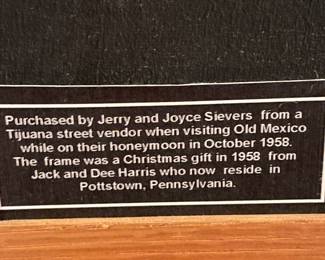 Purchased by Jerry and Joyce Sievers from a
Tijuana street vendor when visiting Old Mexico
while on their honeymoon in October 1958.
The frame was a Christmas gift in 1958 from
Jack and Dee Harris who now reside in
Pottstown, Pennsylvania.